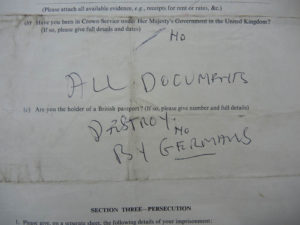 (Please attach all available evidence, e.g., receipts for rent or rates, &c.)
(b) Have you been in Crown Service under Her Majesty's Government in the United Kingdom?
(If so, please give full details and dates)
No
ALL DOCUMENTS
(c) Are you the holder of a British passport? (If so, please give number and full details)
DESTROY.
No
BY GERMANS
SECTION THREE—PERSECUTION
1. Please give, on a separate sheet, the following details of your imprisonment: